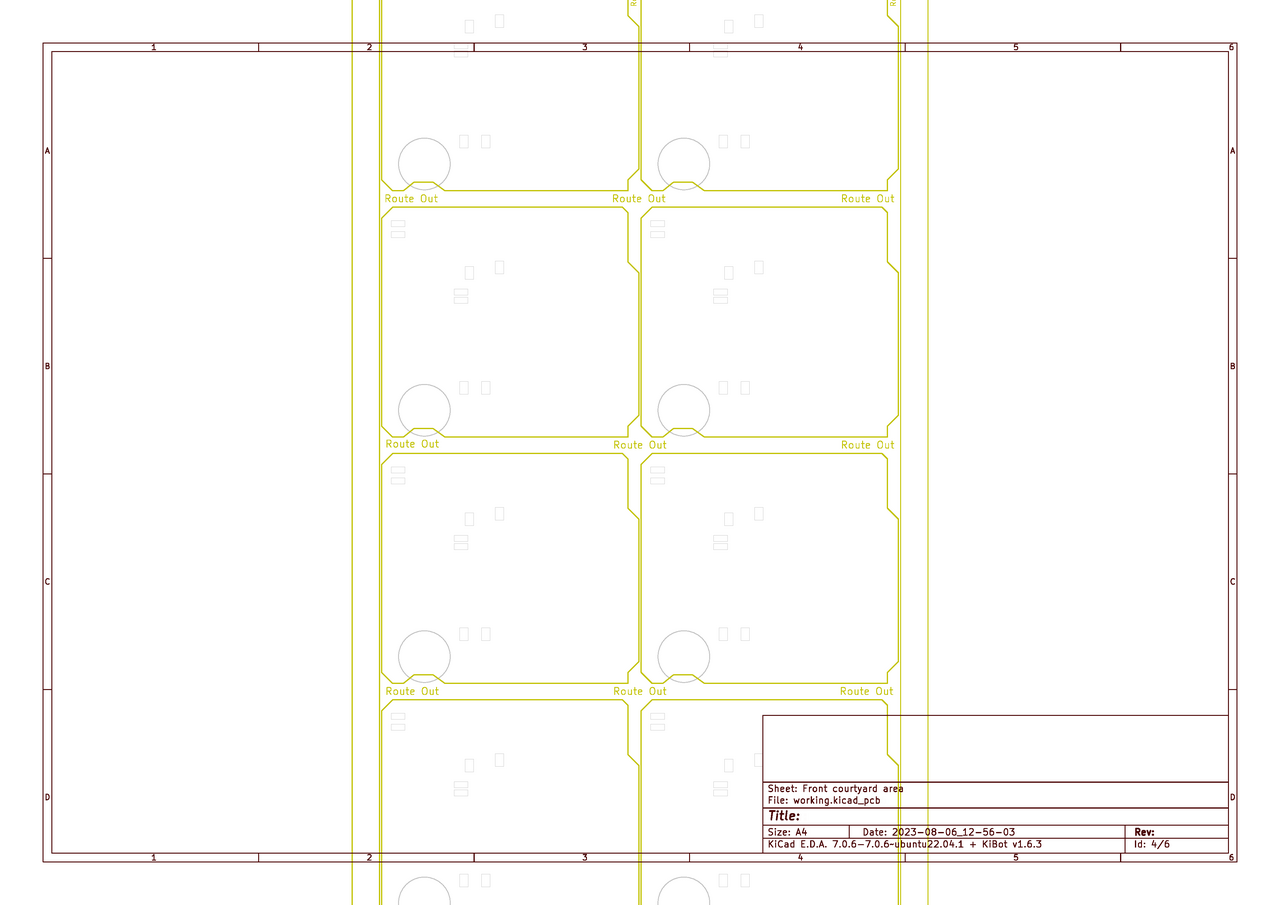 Ro
Ro
1 2 3 4 5 6
A A
Route Out Route Out Route Out
B B
Route Out Route Out Route Out
C C
Route Out Route Out Route Out
Sheet: Front courtyard area
D D
File: working.kicad_pcb
Title:
Size: A4 Date: 2023-08-06_12-56-03 Rev:
KiCad E.D.A. 7.0.6-7.0.6~ubuntu22.04.1 + KiBot v1.6.3 Id: 4/6
1 2 3 4 5 6